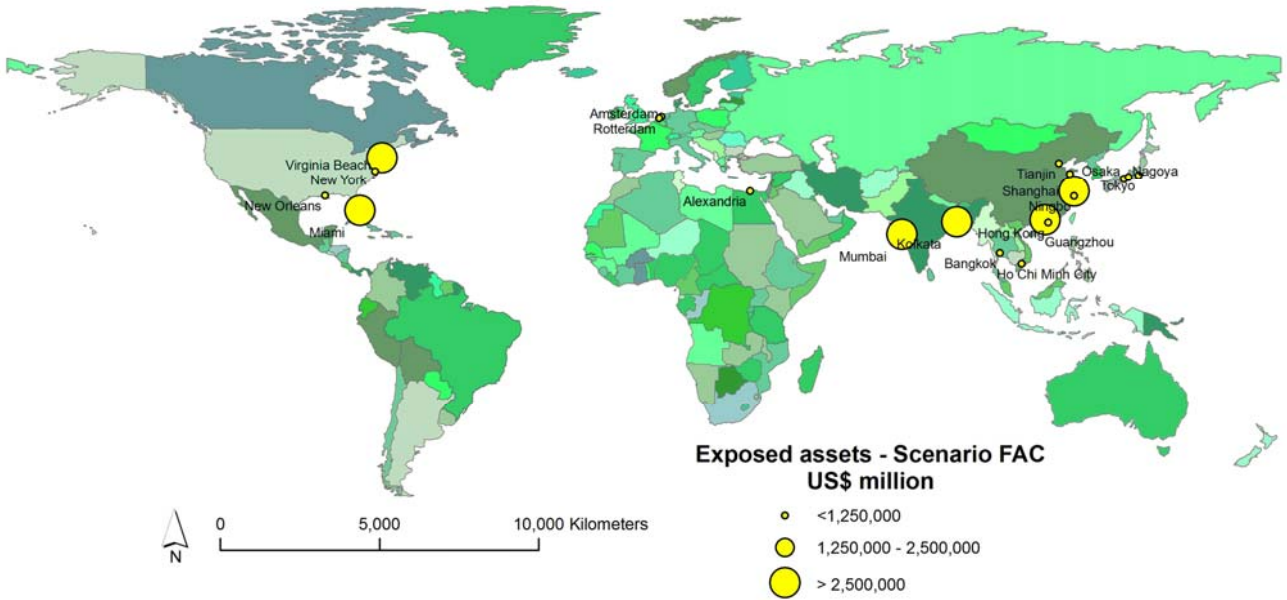 Amsterdam
Rotterdam
Virginia Beach
New York
New Orleans
Miami
Alexandria
Tianjin
Osaka
Nagoya
Shanghai
Tokyo
Ningbo
Mumbai
Kolkata
Hong Kong
Guangzhou
Bangkok
Ho Chi Minh City
Exposed assets - Scenario FAC
US$ million
<1,250,000
1,250,000 - 2,500,000
> 2,500,000
0
5,000
10,000 Kilometers
N